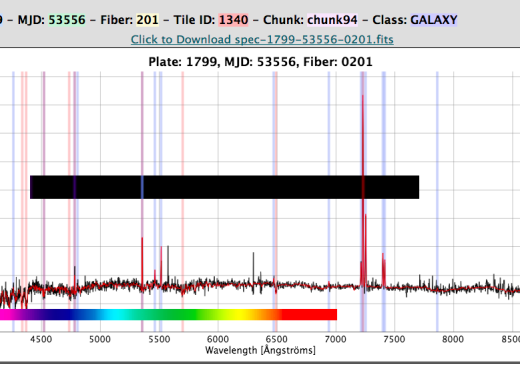 9 – MJD: 53556 – Fiber: 201 – Tile ID: 1340 – Chunk: chunk94 – Class: GALAXY
Click to Download spec-1799-53556-0201.fits
Plate: 1799, MJD: 53556, Fiber: 0201
4500 5000 5500 6000 6500 7000 7500 8000 8500
Wavelength [Ångströms]